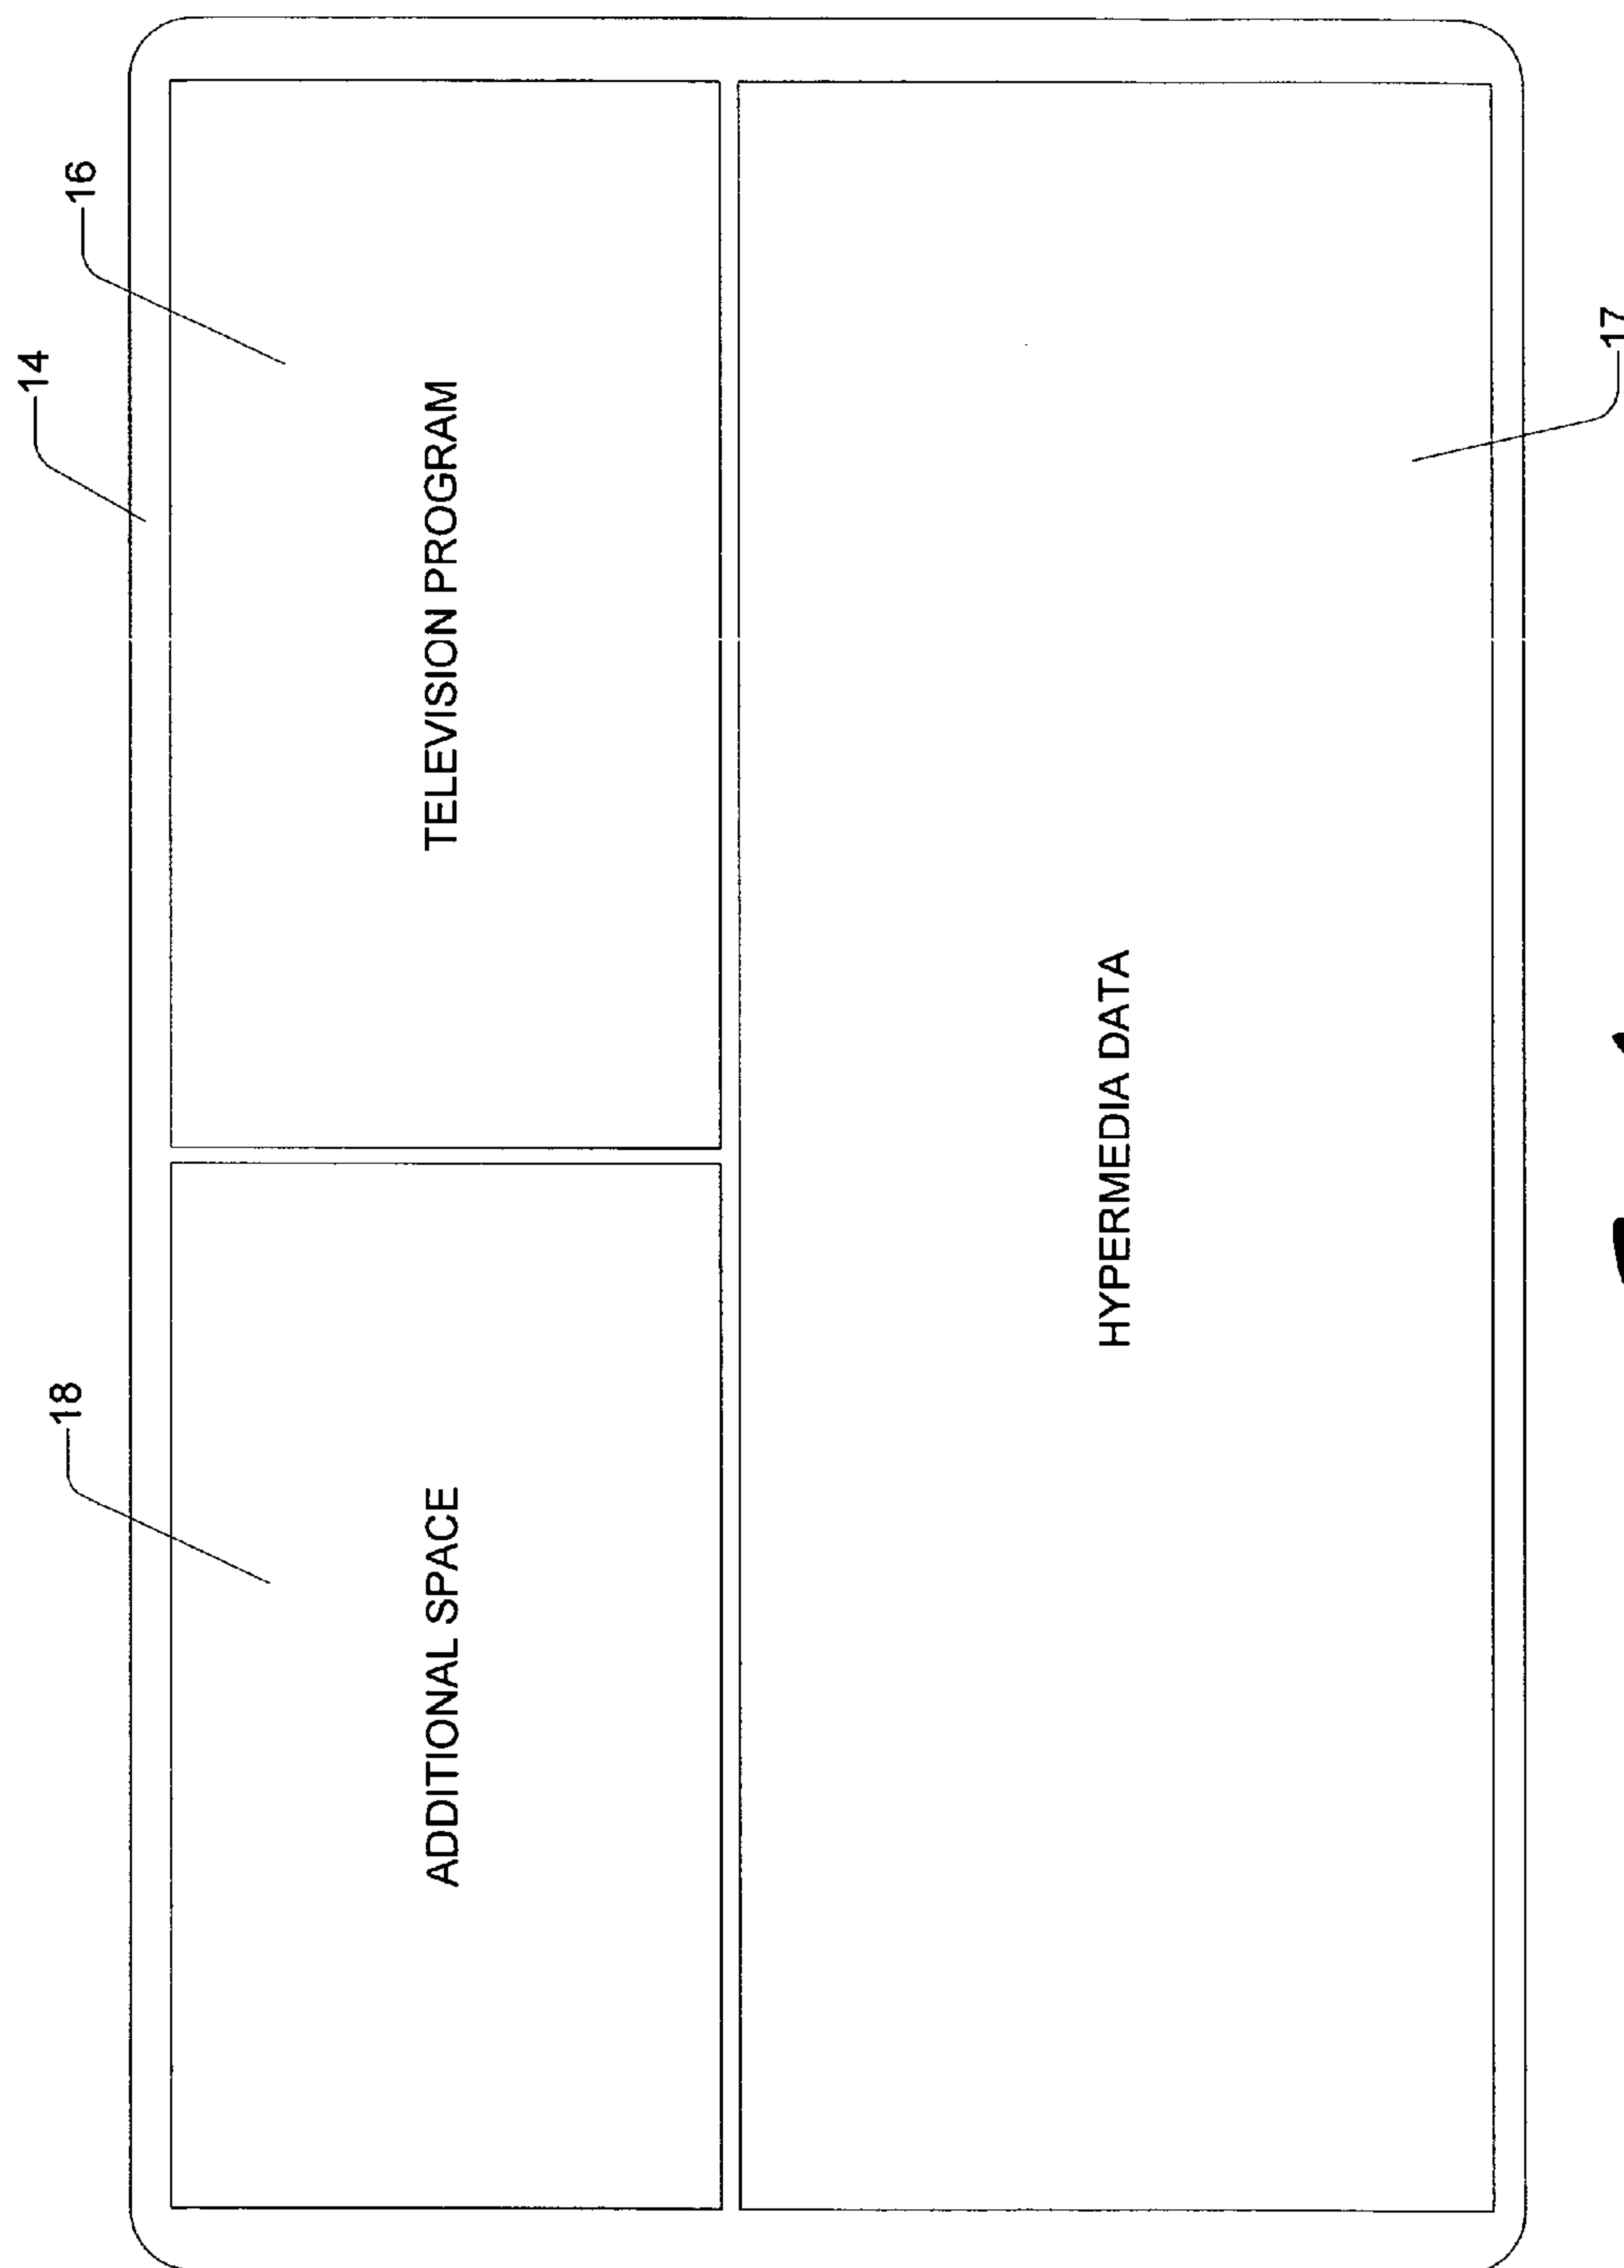 14
16
18
TELEVISION PROGRAM
ADDITIONAL SPACE
HYPERMEDIA DATA
17